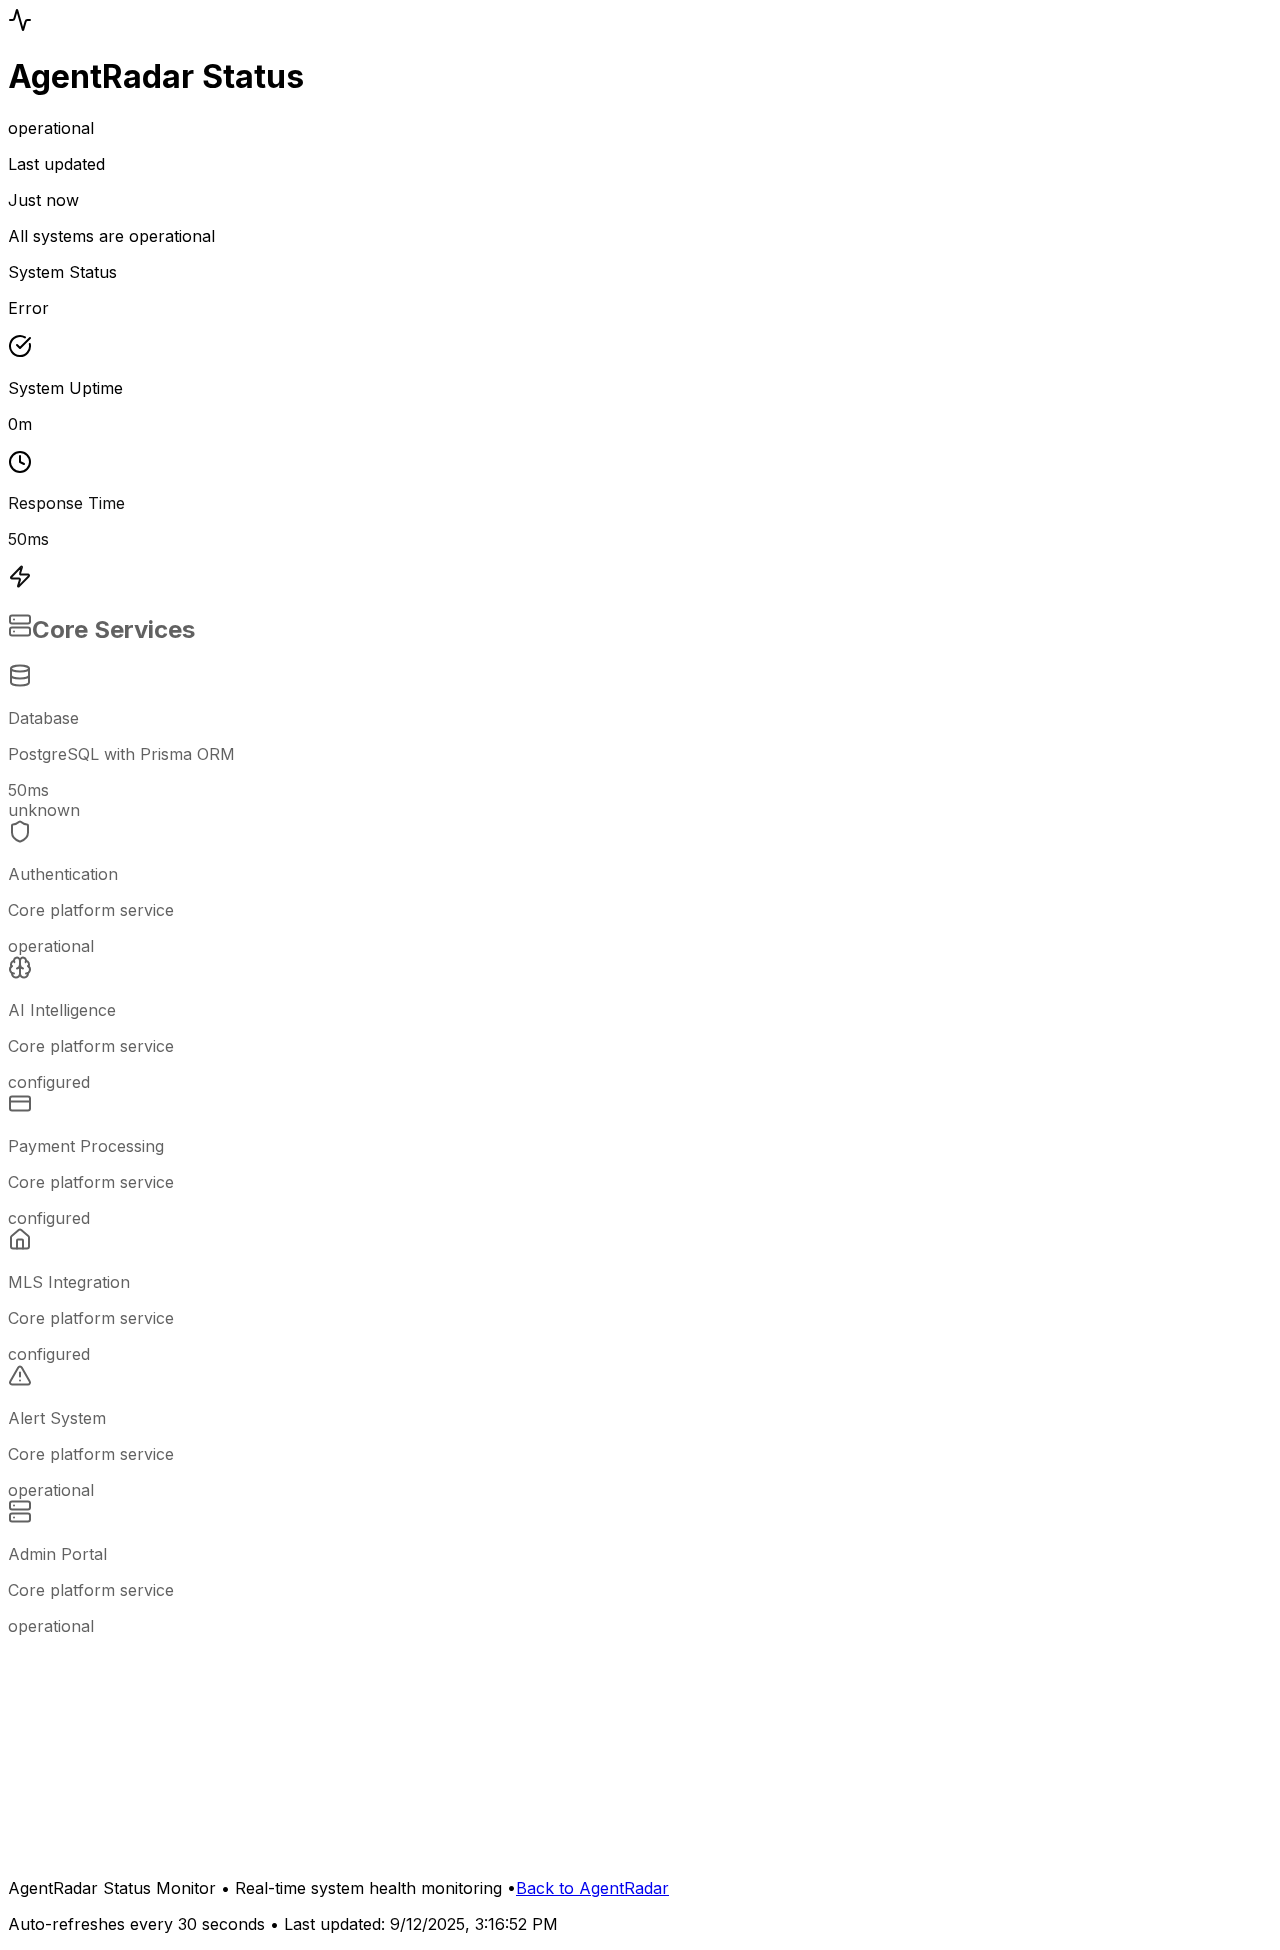 AgentRadar Status
operational
Last updated
Just now
All systems are operational
System Status
Error
System Uptime
0m
Response Time
50ms
Core Services
Database
PostgreSQL with Prisma ORM
50ms
unknown
Authentication
Core platform service
operational
AI Intelligence
Core platform service
configured
Payment Processing
Core platform service
configured
MLS Integration
Core platform service
configured
Alert System
Core platform service
operational
Admin Portal
Core platform service
operational
AgentRadar Status Monitor • Real-time system health monitoring •Back to AgentRadar
Auto-refreshes every 30 seconds • Last updated: 9/12/2025, 3:16:52 PM